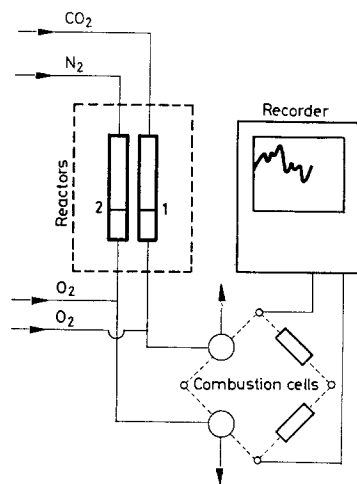 CO₂
N₂
Recorder
Reactors
2
1
O₂
O₂
Combustion cells